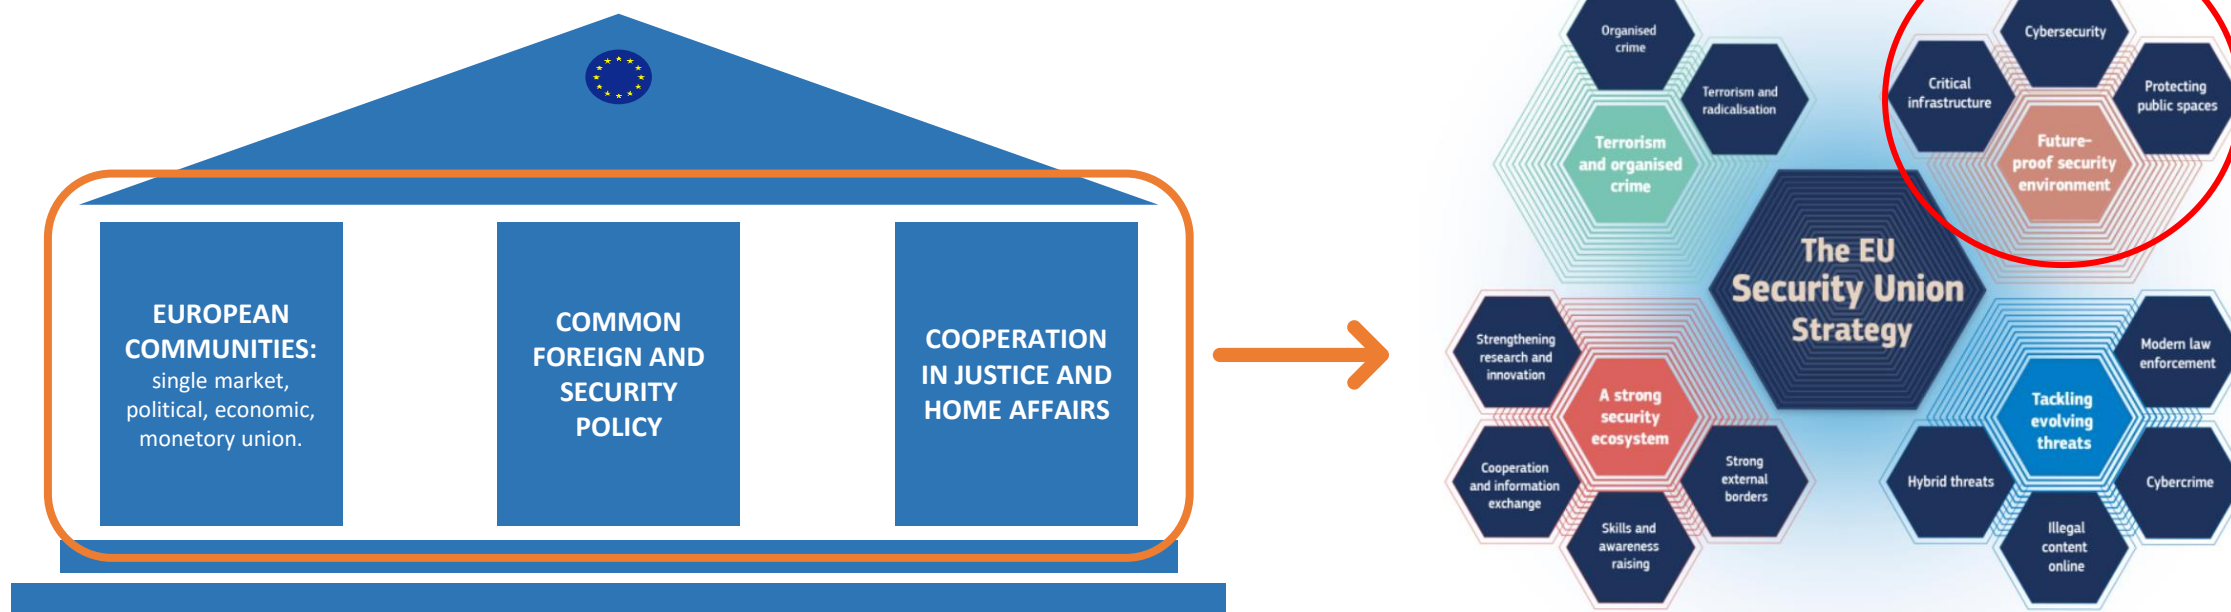 EUROPEAN
COMMUNITIES:
single market,
political, economic,
monetory union.
COMMON
FOREIGN AND
SECURITY
POLICY
COOPERATION
IN JUSTICE AND
HOME AFFAIRS
Organised
crime
Terrorism and
radicalisation
Terrorism
and organised
crime
Cybersecurity
Critical
infrastructure
Protecting
public spaces
Future-
proof security
environment
The EU
Security Union
Strategy
Strengthening
research and
innovation
A strong
security
ecosystem
Cooperation
and information
exchange
Strong
external
borders
Skills and
awareness
raising
Modern law
enforcement
Tackling
evolving
threats
Hybrid threats
Cybercrime
Illegal
content
online